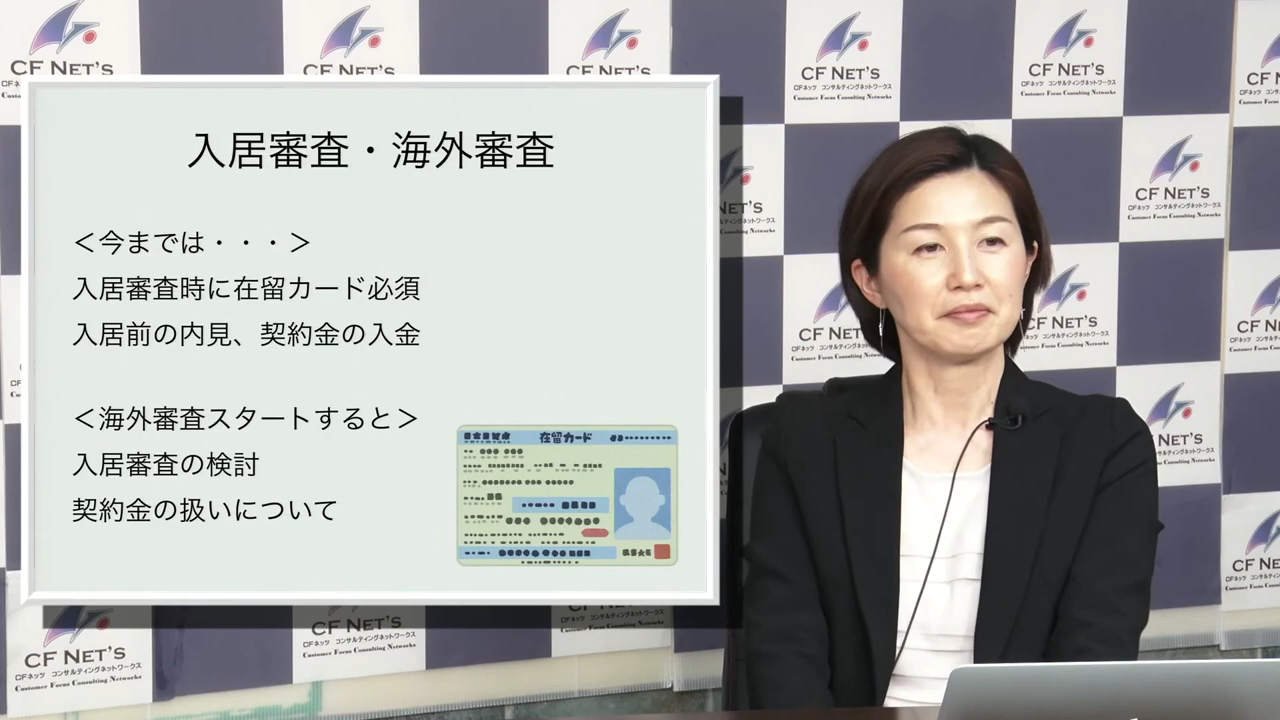 入居審査・海外審査
＜今までは・・・＞
入居審査時に在留カード必須
入居前の内見、契約金の入金
＜海外審査スタートすると＞
入居審査の検討
契約金の扱いについて
在留カード
CF NET'S
CFネッツ コンサルティングネットワークス
Customer Focus Consulting Networks